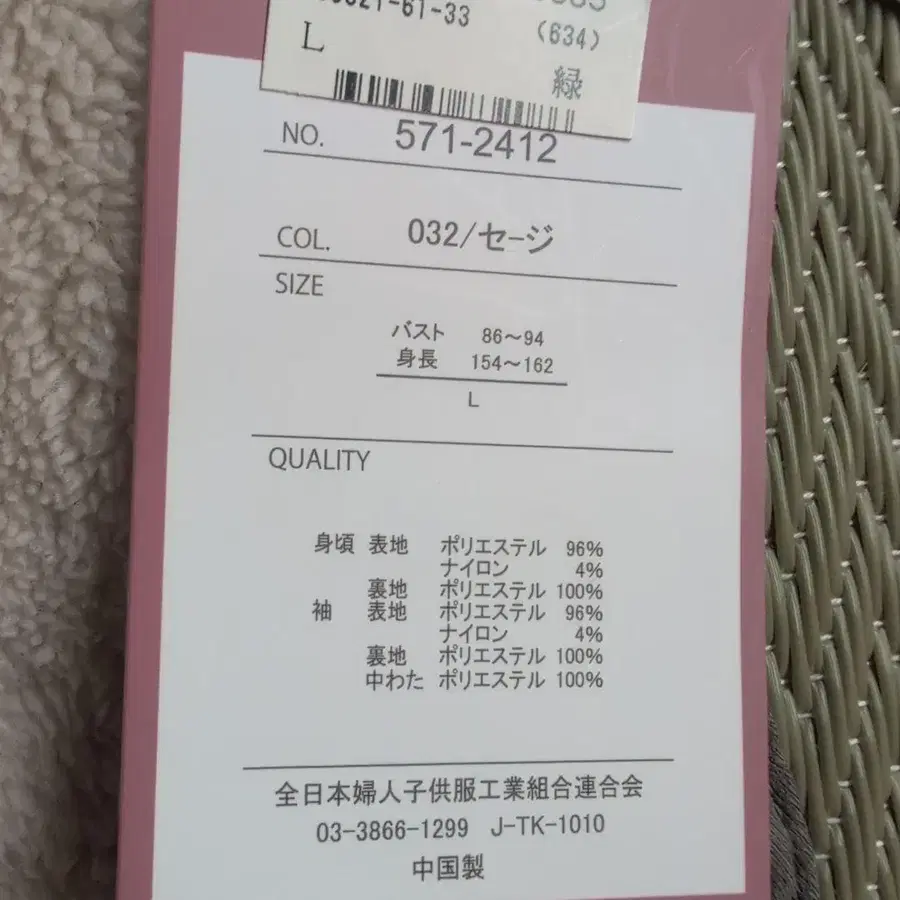 21-61-33
L
(634)
緑
NO. 571-2412
COL. 032/セージ
SIZE
バスト 86〜94
身長 154〜162
L
QUALITY
身頃 表地 ポリエステル 96%
ナイロン 4%
裏地 ポリエステル 100%
袖 表地 ポリエステル 96%
ナイロン 4%
裏地 ポリエステル 100%
中わた ポリエステル 100%
全日本婦人子供服工業組合連合会
03-3866-1299 J-TK-1010
中国製